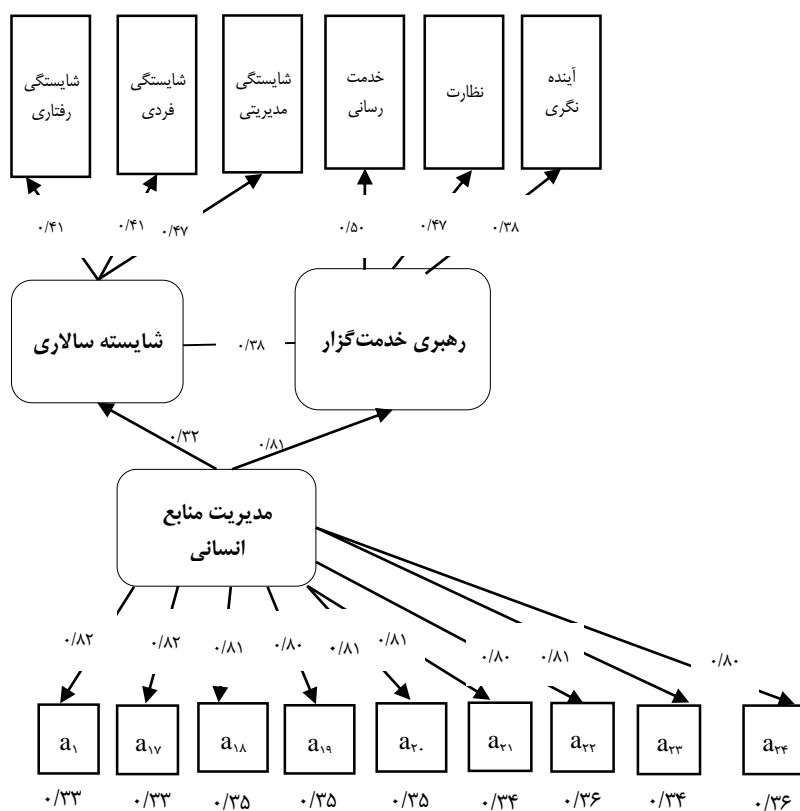 آینده
نگری
نظارت
خدمت
رسانی
شایستگی
مدیریتی
شایستگی
فردی
شایستگی
رفتاری
۰/۳۸
۰/۴۷
۰/۵۰
۰/۴۷
۰/۴۱
۰/۴۱
رهبری خدمت‌گزار
۰/۳۸
شایسته سالاری
۰/۸۱
۰/۳۲
مدیریت منابع
انسانی
۰/۸۲
۰/۸۲
۰/۸۱
۰/۸۰
۰/۸۱
۰/۸۱
۰/۸۰
۰/۸۱
۰/۸۰
a۱
a۱۷
a۱۸
a۱۹
a۲۰
a۲۱
a۲۲
a۲۳
a۲۴
۰/۳۳
۰/۳۳
۰/۳۵
۰/۳۵
۰/۳۵
۰/۳۴
۰/۳۶
۰/۳۴
۰/۳۶